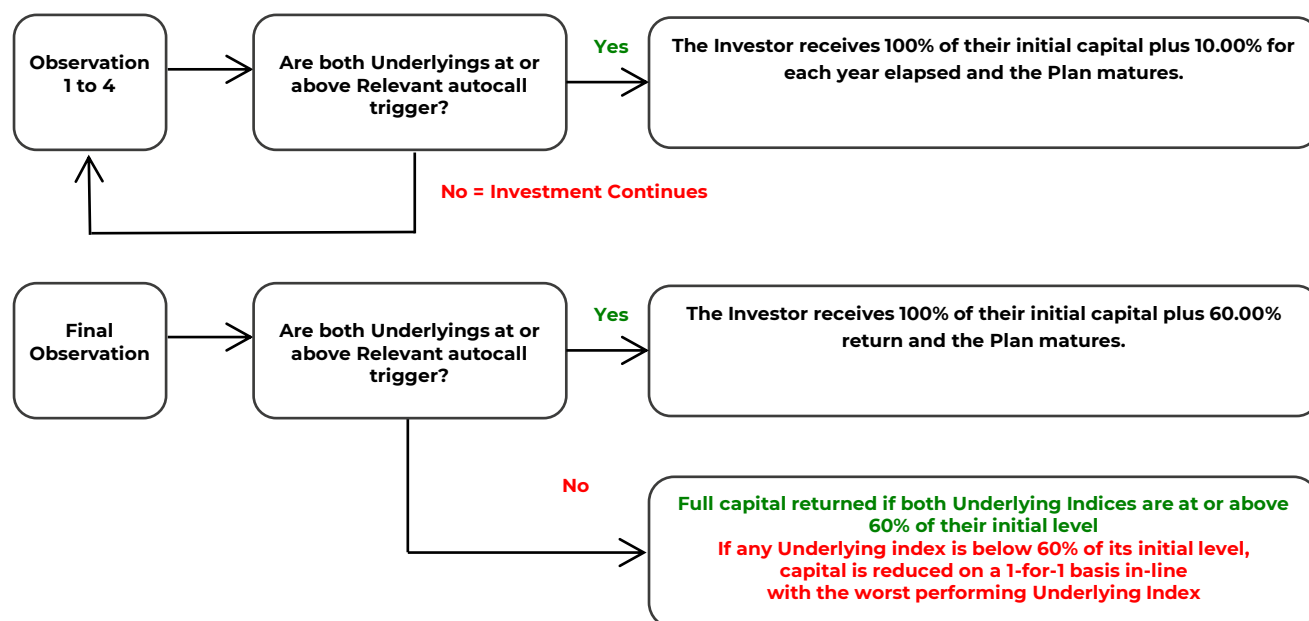 Observation
1 to 4
Are both Underlyings at or
above Relevant autocall
trigger?
Yes
The Investor receives 100% of their initial capital plus 10.00% for
each year elapsed and the Plan matures.
No = Investment Continues
Final
Observation
Are both Underlyings at or
above Relevant autocall
trigger?
Yes
The Investor receives 100% of their initial capital plus 60.00%
return and the Plan matures.
No
Full capital returned if both Underlying Indices are at or above
60% of their initial level
If any Underlying index is below 60% of its initial level,
capital is reduced on a 1-for-1 basis in-line
with the worst performing Underlying Index